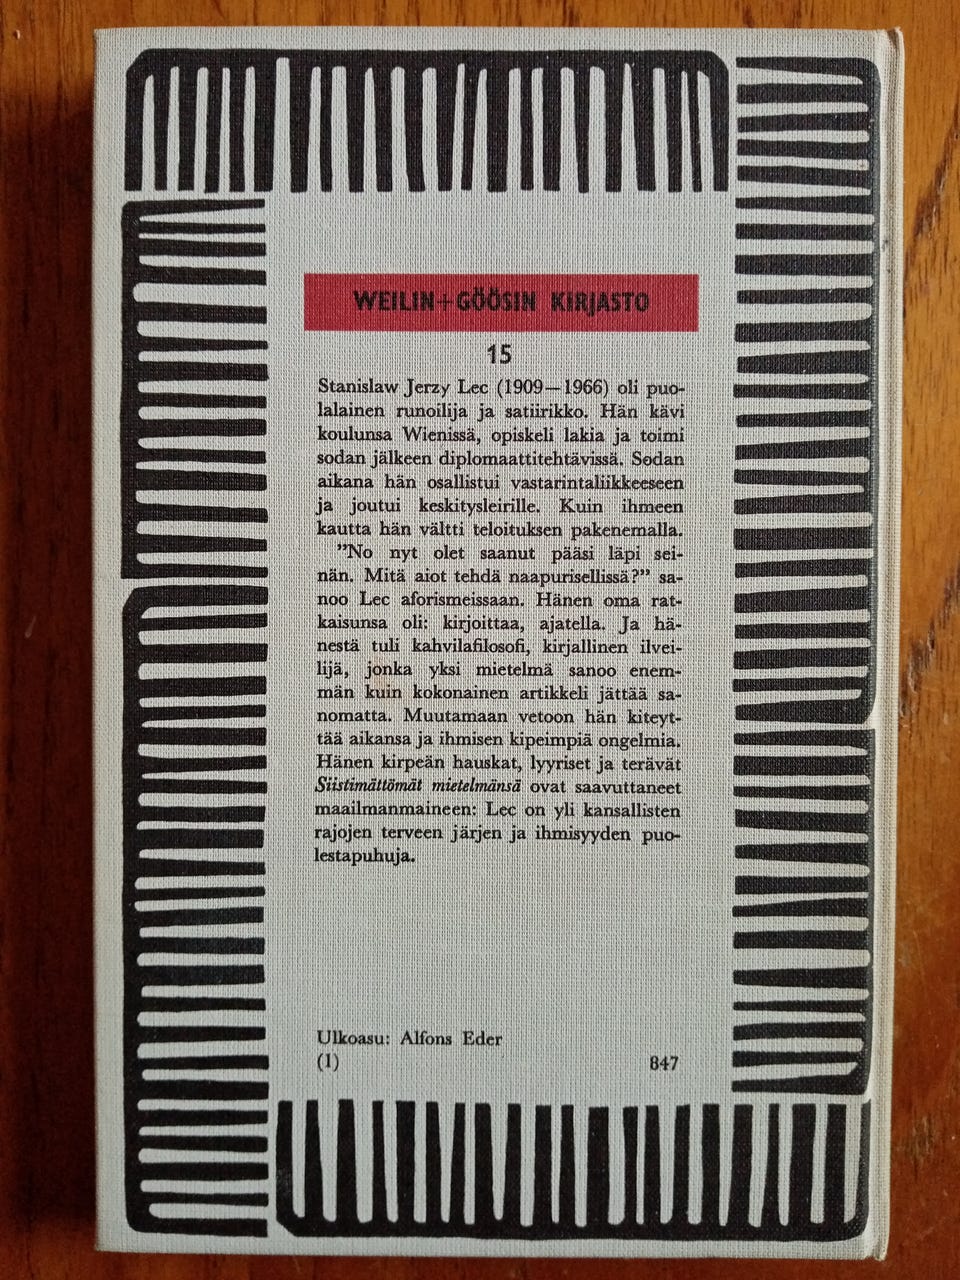 WEILIN+GÖÖSIN KIRJASTO
15
Stanislaw Jerzy Lec (1909—1966) oli puo-
lalainen runoilija ja satiirikko. Hän kävi
koulunsa Wienissä, opiskeli lakia ja toimi
sodan jälkeen diplomaattitehtävissä. Sodan
aikana hän osallistui vastarintaliikkeeseen
ja joutui keskitysleirille. Kuin ihmeen
kautta hän vältti teloituksen pakenemalla.
”No nyt olet saanut pääsi läpi sei-
nän. Mitä aiot tehdä naapurisellissä?” sa-
noo Lec aforismeissaan. Hänen oma rat-
kaisunsa oli: kirjoittaa, ajatella. Ja hä-
nestä tuli kahvilafilosofi, kirjallinen ilvei-
lijä, jonka yksi mietelmä sanoo enem-
män kuin kokonainen artikkeli jättää sa-
nomatta. Muutamaan vetoon hän kiteyt-
tää aikansa ja ihmisen kipeimpiä ongelmia.
Hänen kirpeän hauskat, lyyriset ja terävät
Siistimättömät mietelmänsä ovat saavuttaneet
maailmanmaineen: Lec on yli kansallisten
rajojen terveen järjen ja ihmisyyden puo-
lestapuhuja.
Ulkoasu: Alfons Eder
(1) 847